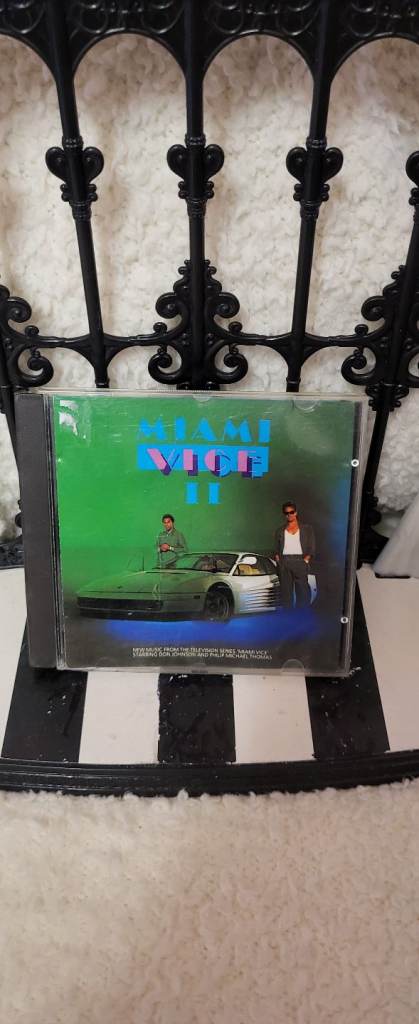 MIAMI
VICE
II
NEW MUSIC FROM THE TELEVISION SERIES "MIAMI VICE"
STARRING DON JOHNSON AND PHILIP MICHAEL THOMAS